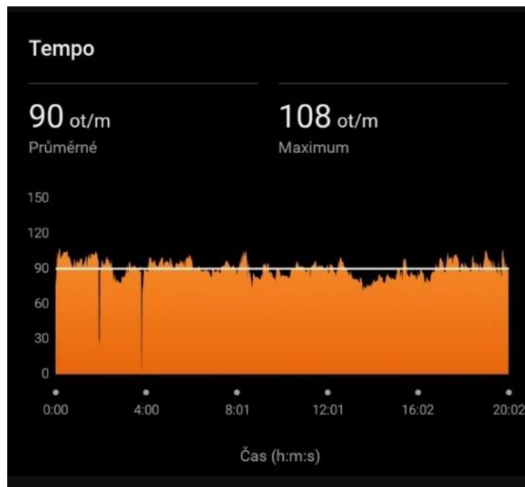 Tempo
90 ot/m
Průměrné
108 ot/m
Maximum
150
120
90
60
30
0
0:00 4:00 8:01 12:01 16:02 20:02
Čas (h:m:s)